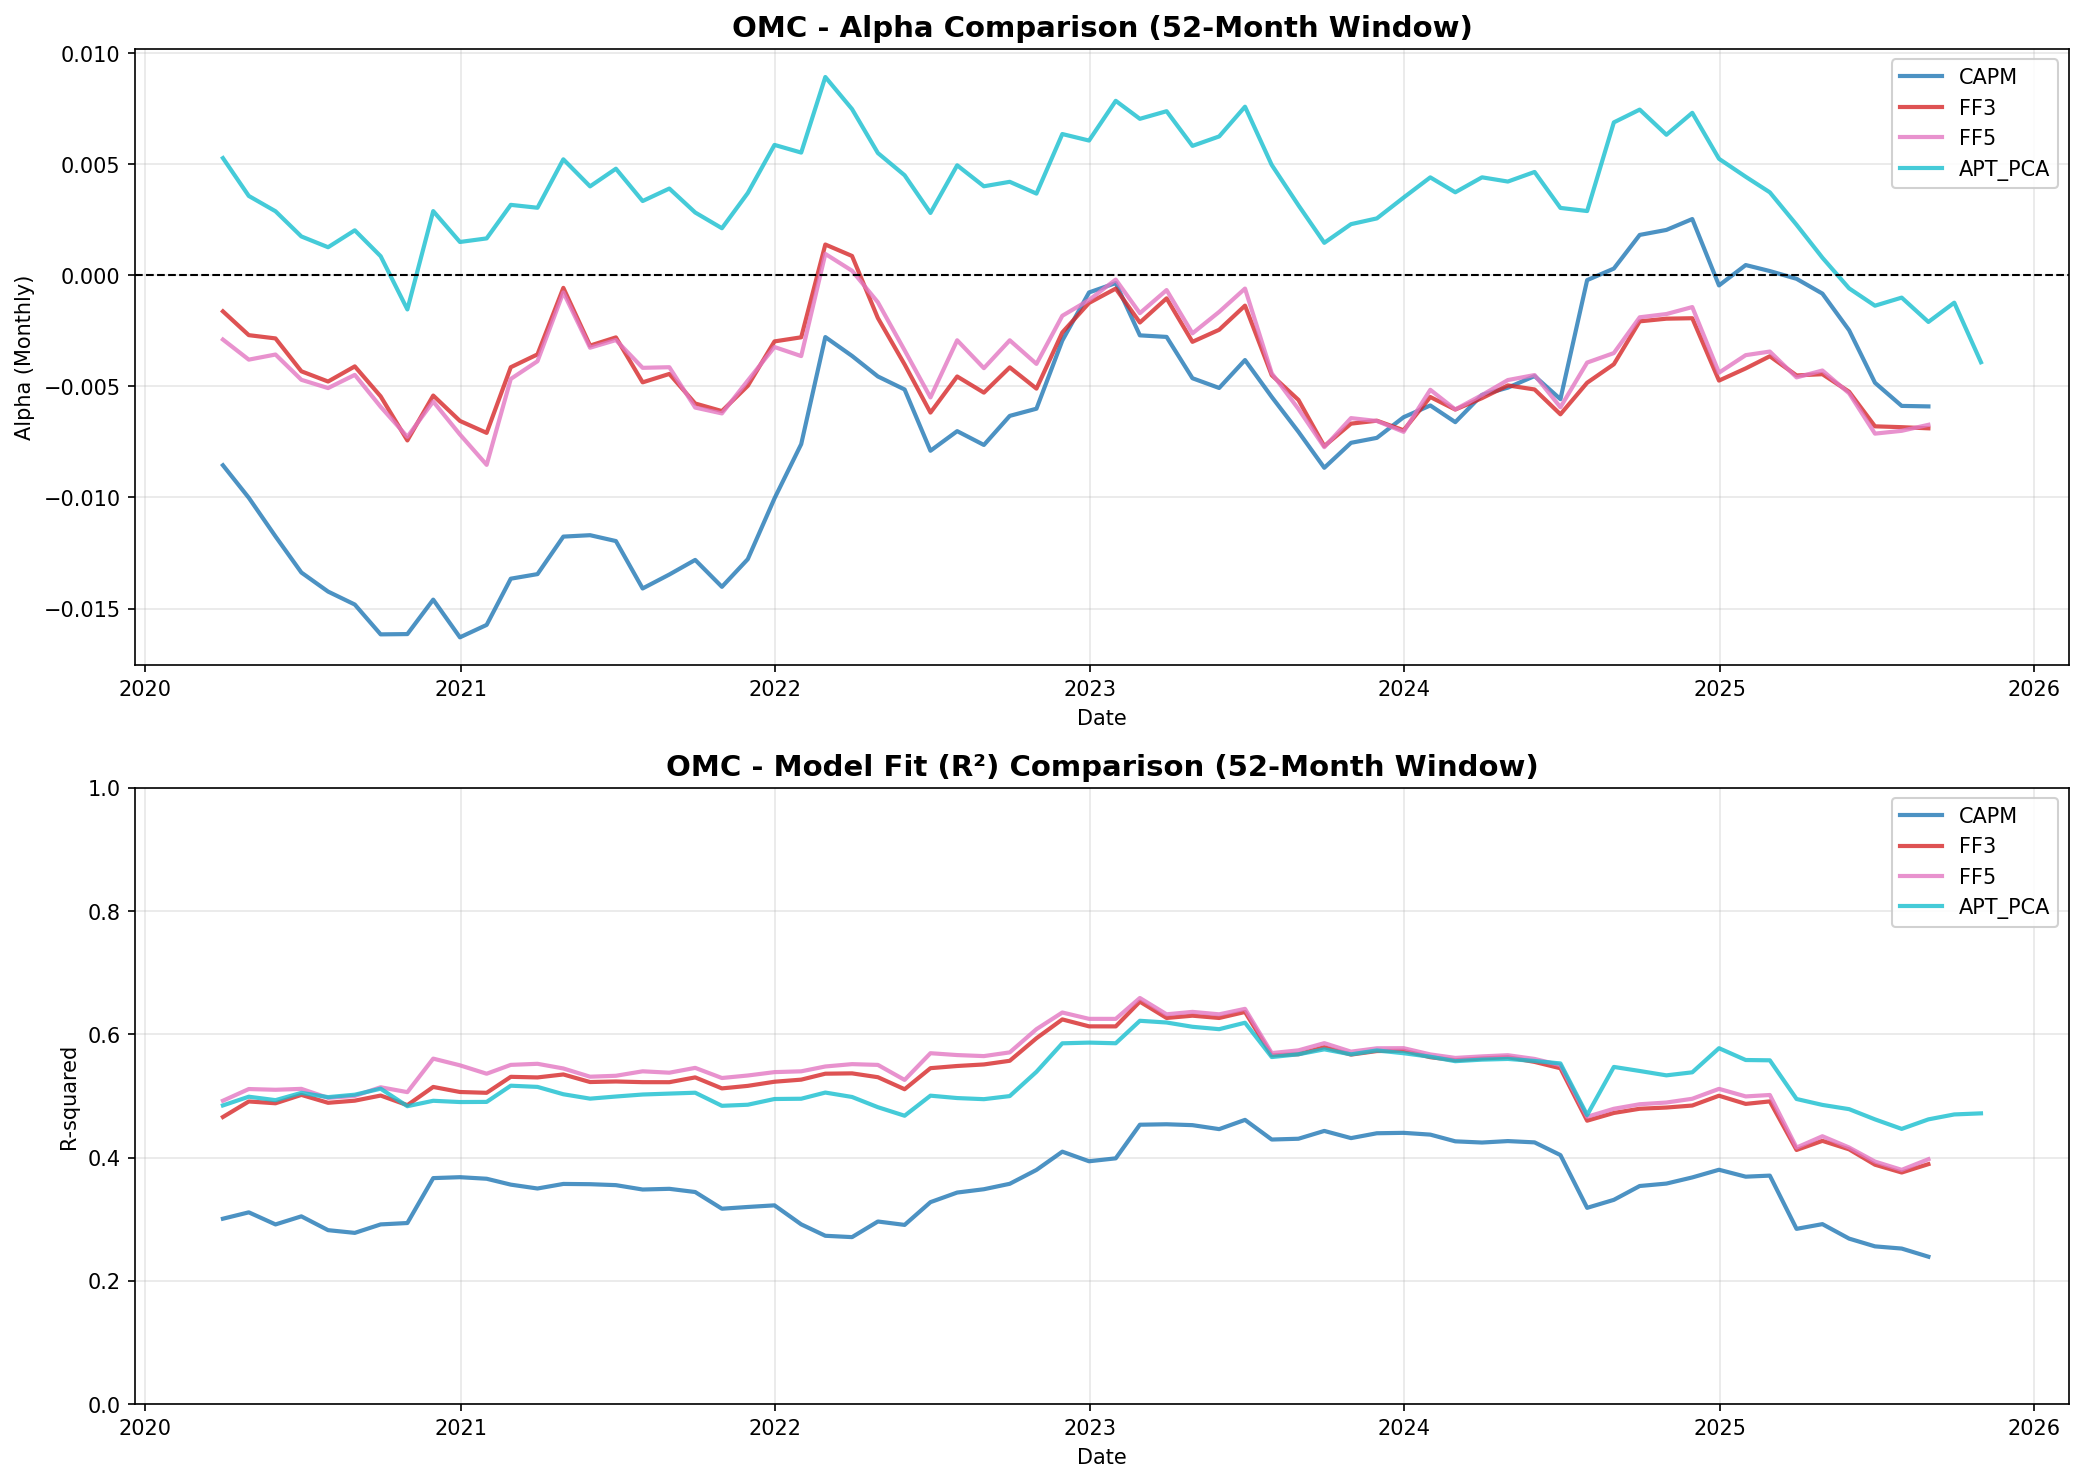 OMC - Alpha Comparison (52-Month Window)
0.010
0.005
0.000
−0.005
−0.010
−0.015
Alpha (Monthly)
CAPM
FF3
FF5
APT_PCA
2020 2021 2022 2023 2024 2025 2026
Date
OMC - Model Fit (R²) Comparison (52-Month Window)
1.0
0.8
0.6
0.4
0.2
0.0
R-squared
CAPM
FF3
FF5
APT_PCA
2020 2021 2022 2023 2024 2025 2026
Date